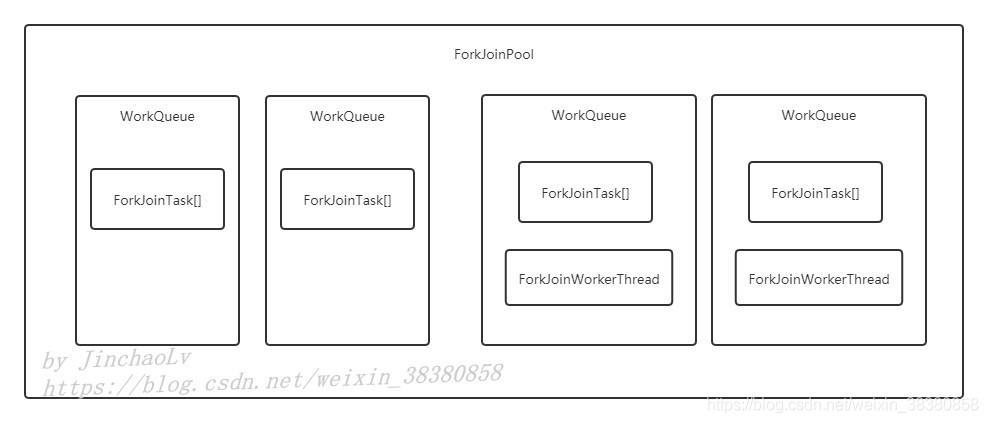 ForkJoinPool
WorkQueue
ForkJoinTask[]
WorkQueue
ForkJoinTask[]
WorkQueue
ForkJoinTask[]
ForkJoinWorkerThread
WorkQueue
ForkJoinTask[]
ForkJoinWorkerThread
by JinchaoLv
https://blog.csdn.net/weixin_38380858
https://blog.csdn.net/weixin_38380858